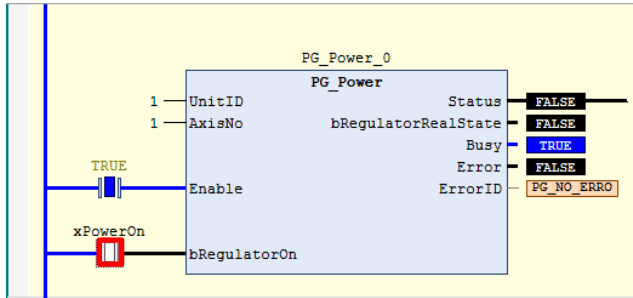 PG_Power_0
PG_Power
1 UnitID Status FALSE
1 AxisNo bRegulatorRealState FALSE
Busy TRUE
TRUE Error FALSE
Enable ErrorID PG_NO_ERRO
xPowerOn
bRegulatorOn